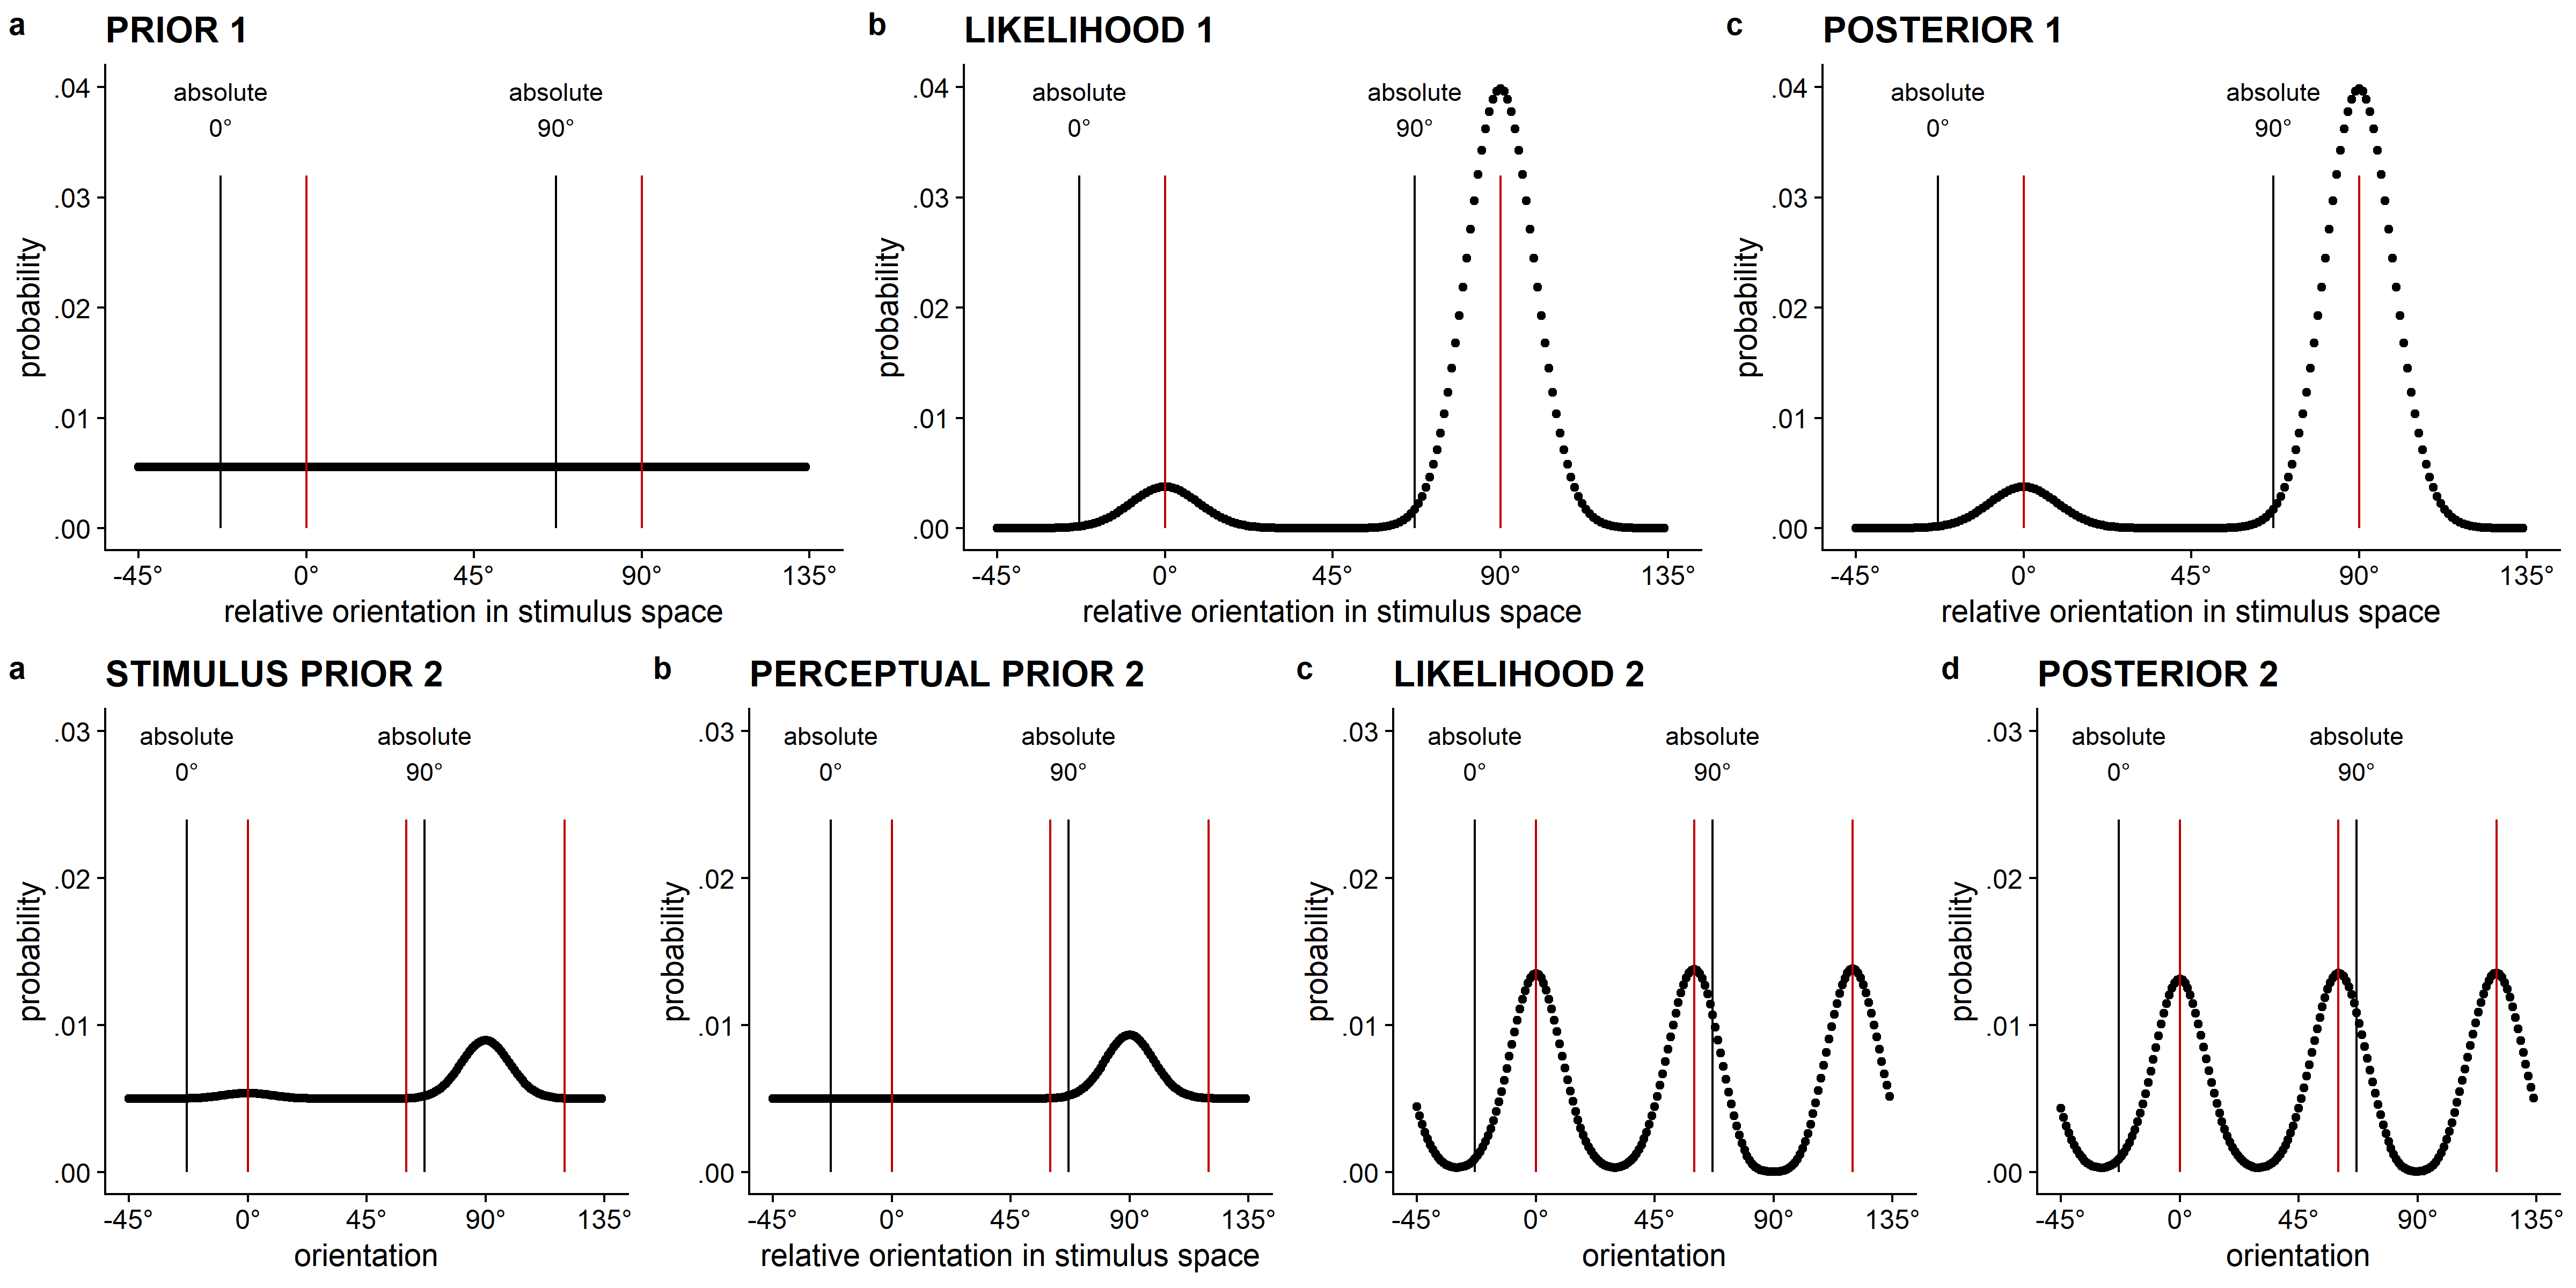 a PRIOR 1
.04
.03
.02
.01
.00
absolute
0°
absolute
90°
probability
-45° 0° 45° 90° 135°
relative orientation in stimulus space
b LIKELIHOOD 1
.04
.03
.02
.01
.00
absolute
0°
absolute
90°
probability
-45° 0° 45° 90° 135°
relative orientation in stimulus space
c POSTERIOR 1
.04
.03
.02
.01
.00
absolute
0°
absolute
90°
probability
-45° 0° 45° 90° 135°
relative orientation in stimulus space
a STIMULUS PRIOR 2
.03
.02
.01
.00
absolute
0°
absolute
90°
probability
-45° 0° 45° 90° 135°
orientation
b PERCEPTUAL PRIOR 2
.03
.02
.01
.00
absolute
0°
absolute
90°
probability
-45° 0° 45° 90° 135°
relative orientation in stimulus space
c LIKELIHOOD 2
.03
.02
.01
.00
absolute
0°
absolute
90°
probability
-45° 0° 45° 90° 135°
orientation
d POSTERIOR 2
.03
.02
.01
.00
absolute
0°
absolute
90°
probability
-45° 0° 45° 90° 135°
orientation